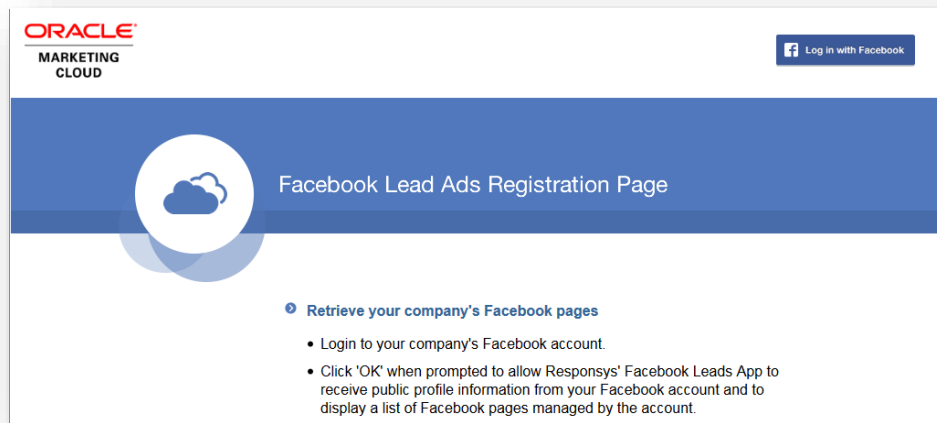 ORACLE
MARKETING
CLOUD
Log in with Facebook
Facebook Lead Ads Registration Page
Retrieve your company's Facebook pages
• Login to your company's Facebook account.
• Click 'OK' when prompted to allow Responsys' Facebook Leads App to
receive public profile information from your Facebook account and to
display a list of Facebook pages managed by the account.